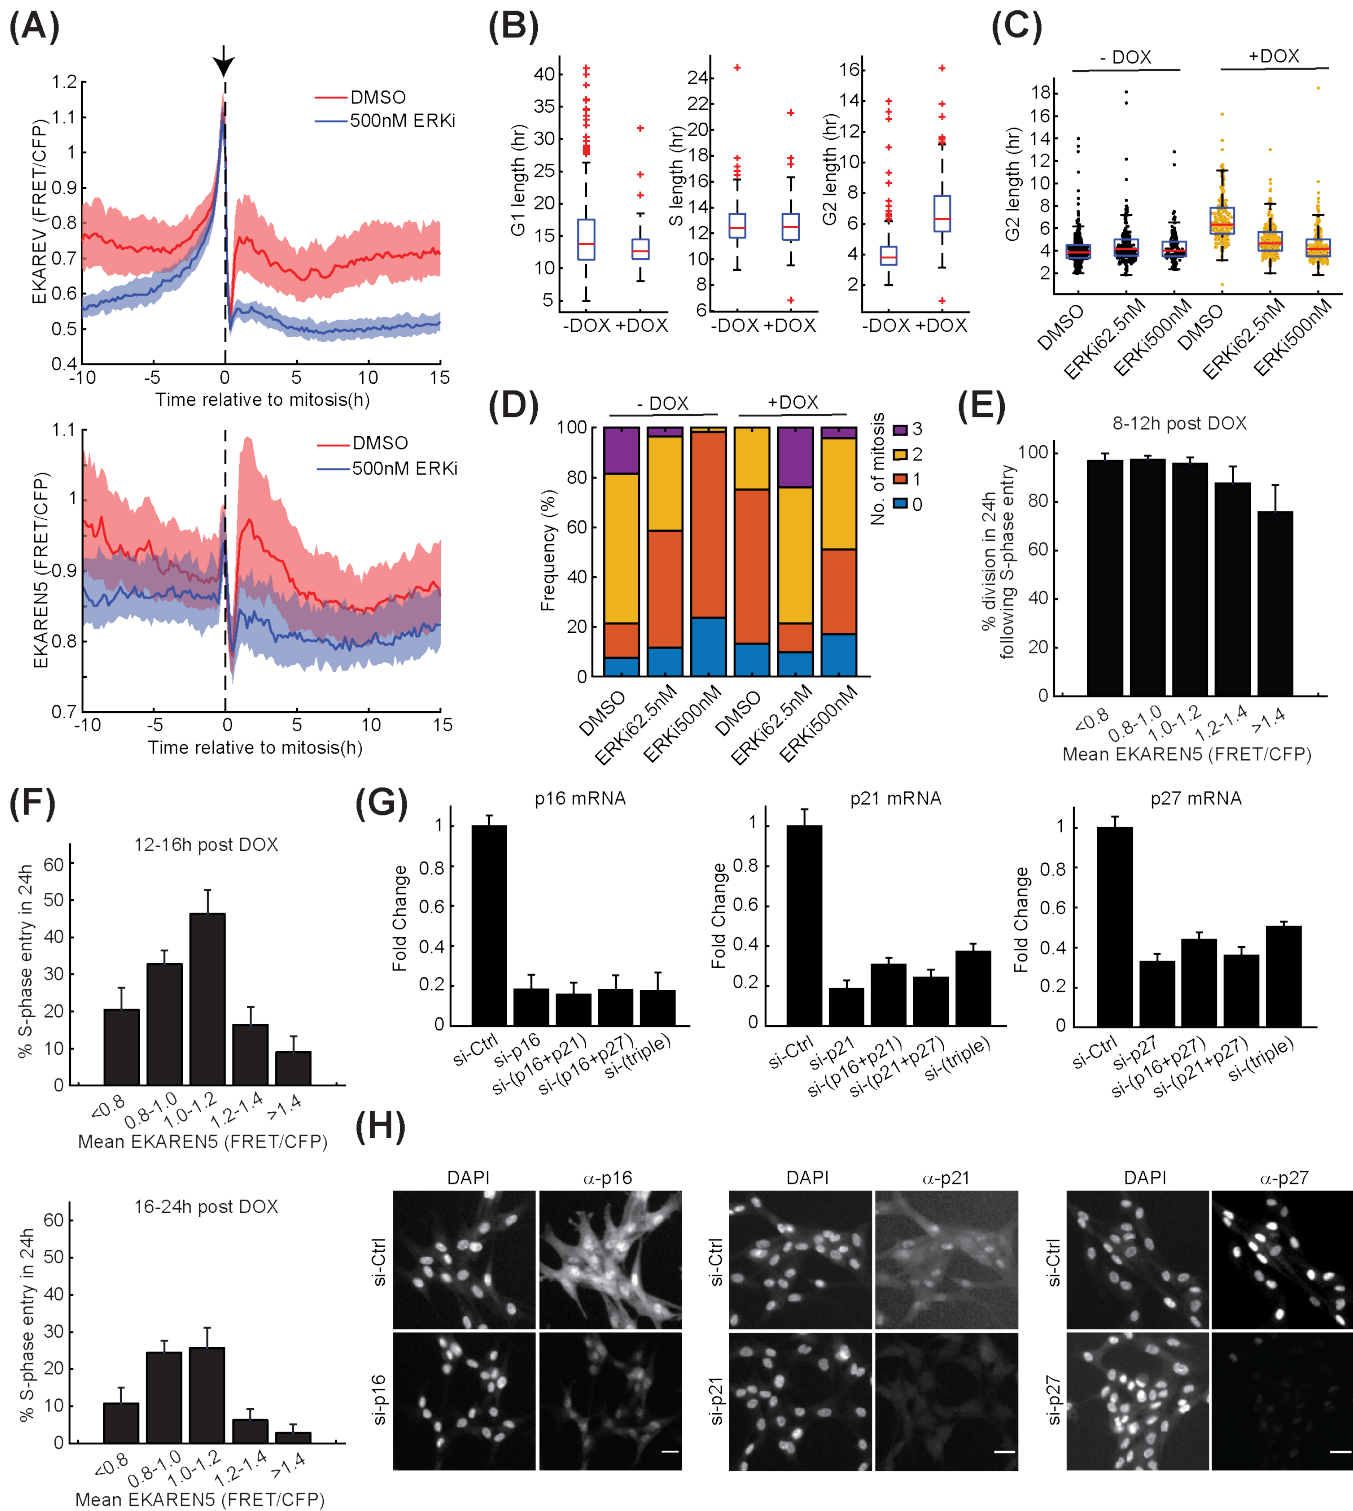 (A)
EKAREV (FRET/CFP)
1.2
1.1
1
0.9
0.8
0.7
0.6
0.5
0.4
DMSO
500nM ERKi
-10
-5
0
5
10
15
Time relative to mitosis(h)
EKAREN5 (FRET/CFP)
1.1
1
0.9
0.8
0.7
DMSO
500nM ERKi
-10
-5
0
5
10
15
Time relative to mitosis(h)
(B)
G1 length (hr)
40
35
30
25
20
15
10
5
-DOX +DOX
S length (hr)
24
22
20
18
16
14
12
10
8
6
-DOX +DOX
G2 length (hr)
16
14
12
10
8
6
4
2
-DOX +DOX
(C)
- DOX
+DOX
G2 length (hr)
18
16
14
12
10
8
6
4
2
DMSO
ERKi62.5nM
ERKi500nM
DMSO
ERKi62.5nM
ERKi500nM
(D)
- DOX
+DOX
Frequency (%)
100
80
60
40
20
0
DMSO
ERKi62.5nM
ERKi500nM
DMSO
ERKi62.5nM
ERKi500nM
No. of mitosis
3
2
1
0
(E)
8-12h post DOX
% division in 24h
following S-phase entry
100
80
60
40
20
0
<0.8
0.8-1.0
1.0-1.2
1.2-1.4
>1.4
Mean EKAREN5 (FRET/CFP)
(F)
12-16h post DOX
% S-phase entry in 24h
60
50
40
30
20
10
0
<0.8
0.8-1.0
1.0-1.2
1.2-1.4
>1.4
Mean EKAREN5 (FRET/CFP)
16-24h post DOX
% S-phase entry in 24h
60
50
40
30
20
10
0
<0.8
0.8-1.0
1.0-1.2
1.2-1.4
>1.4
Mean EKAREN5 (FRET/CFP)
(G)
p16 mRNA
Fold Change
1
0.8
0.6
0.4
0.2
0
si-Ctrl
si-p16
si-(p16+p21)
si-(p16+p27)
si-(triple)
p21 mRNA
Fold Change
1
0.8
0.6
0.4
0.2
0
si-Ctrl
si-p21
si-(p16+p21)
si-(p21+p27)
si-(triple)
p27 mRNA
Fold Change
1
0.8
0.6
0.4
0.2
0
si-Ctrl
si-p27
si-(p16+p27)
si-(p21+p27)
si-(triple)
(H)
DAPI
α-p16
si-Ctrl
si-p16
DAPI
α-p21
si-Ctrl
si-p21
DAPI
α-p27
si-Ctrl
si-p27